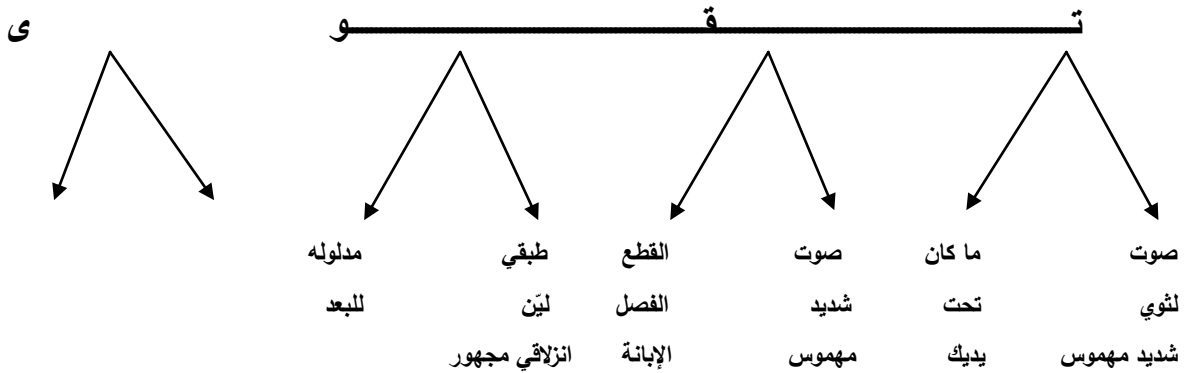 تـــقـــو ى
صوت ما كان صوت القطع طبقي مدلوله
لثوي تحت شديد الفصل ليّن للبعد
شديد مهموس يديك مهموس الإبانة انزلاقي مجهور